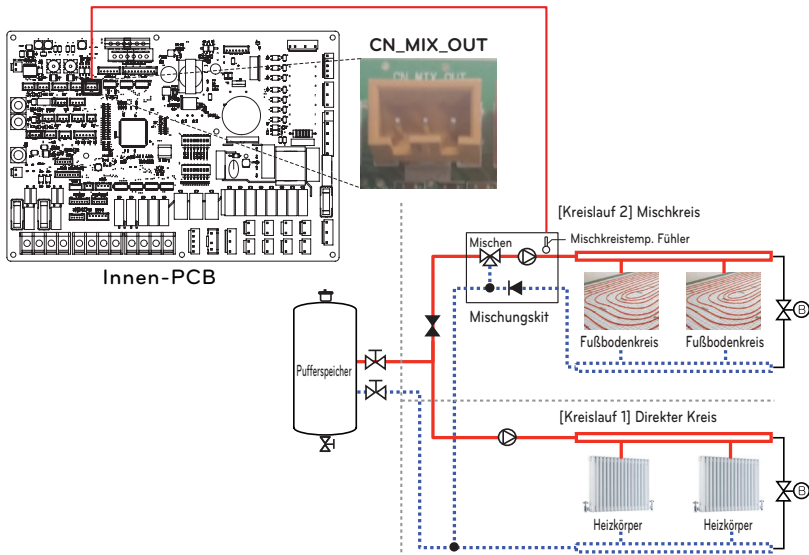 CN_MIX_OUT
CN_MIX_OUT
Innen-PCB
[Kreislauf 2] Mischkreis
Mischen
Mischkreistemp. Fühler
Mischungskit
Fußbodenkreis
Fußbodenkreis
B
Pufferspeicher
[Kreislauf 1] Direkter Kreis
Heizkörper
Heizkörper
B